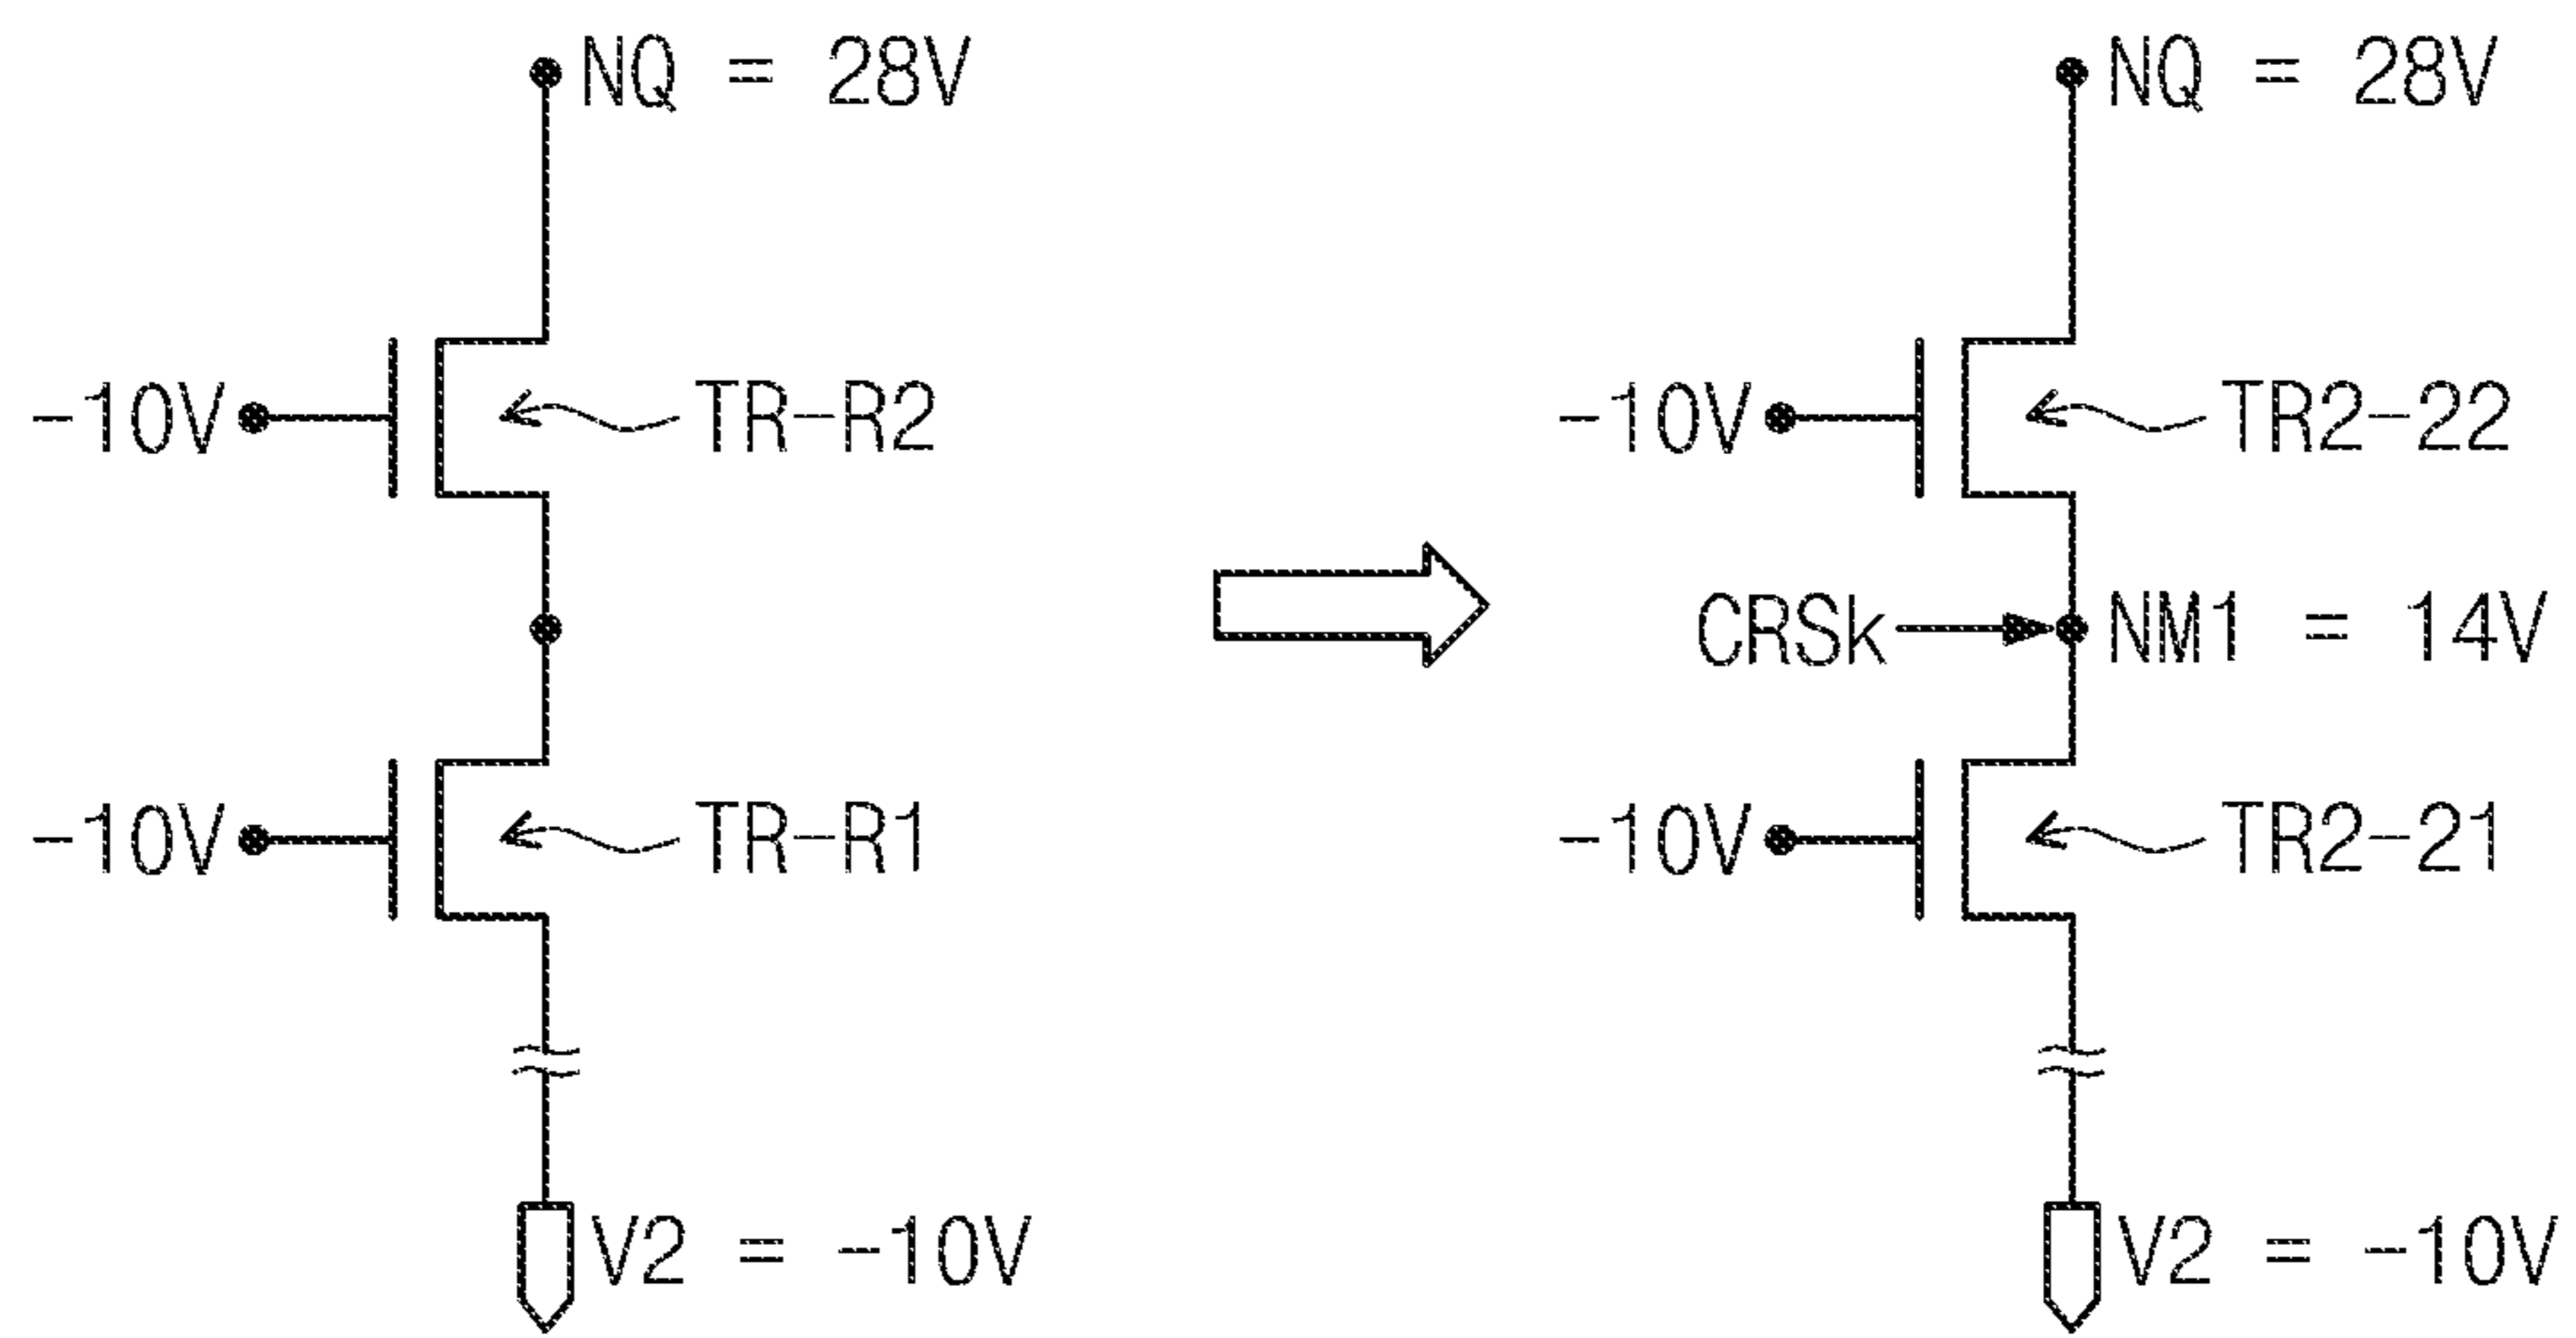 NQ = 28V
-10V
TR-R2
-10V
TR-R1
V2 = -10V
NQ = 28V
-10V
TR2-22
CRSk
NM1 = 14V
-10V
TR2-21
V2 = -10V